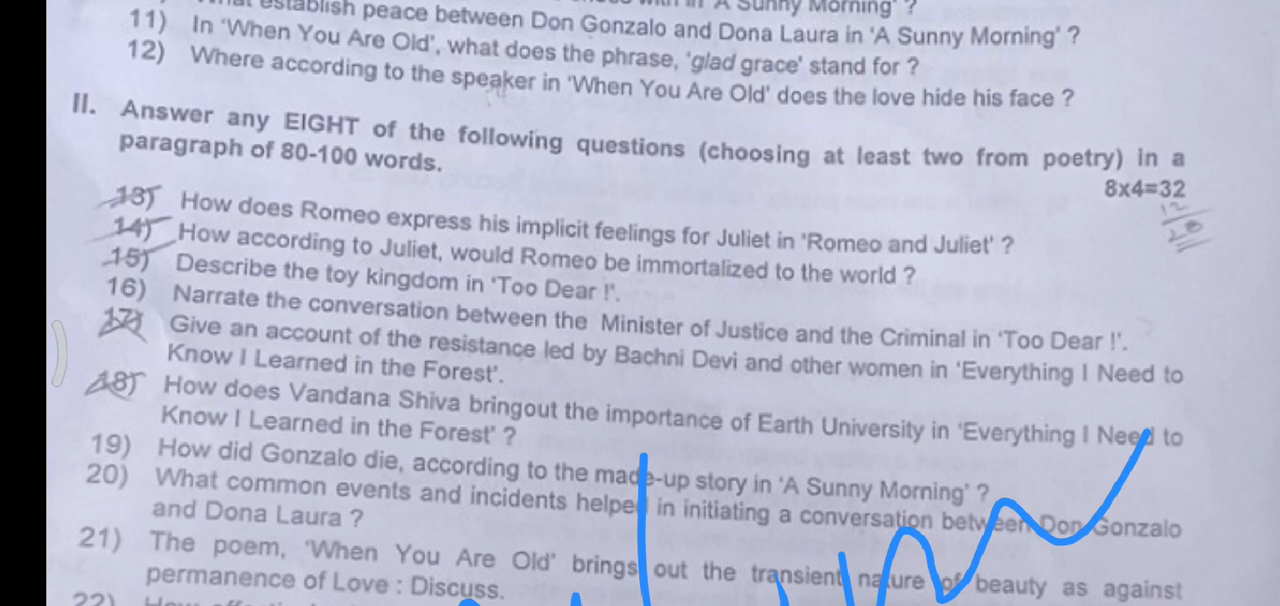 establish peace between Don Gonzalo and Dona Laura in 'A Sunny Morning' ?
11) In 'When You Are Old', what does the phrase, 'glad grace' stand for ?
12) Where according to the speaker in 'When You Are Old' does the love hide his face ?
II. Answer any EIGHT of the following questions (choosing at least two from poetry) in a
paragraph of 80-100 words.
8x4=32
12
13) How does Romeo express his implicit feelings for Juliet in 'Romeo and Juliet' ?
14) How according to Juliet, would Romeo be immortalized to the world ?
15) Describe the toy kingdom in 'Too Dear !'.
16) Narrate the conversation between the Minister of Justice and the Criminal in 'Too Dear !'.
17) Give an account of the resistance led by Bachni Devi and other women in 'Everything I Need to
Know I Learned in the Forest'.
18) How does Vandana Shiva bringout the importance of Earth University in 'Everything I Need to
Know I Learned in the Forest' ?
19) How did Gonzalo die, according to the made-up story in 'A Sunny Morning' ?
20) What common events and incidents helped in initiating a conversation between Don Gonzalo
and Dona Laura ?
21) The poem, 'When You Are Old' brings out the transient nature of beauty as against
permanence of Love : Discuss.
22)